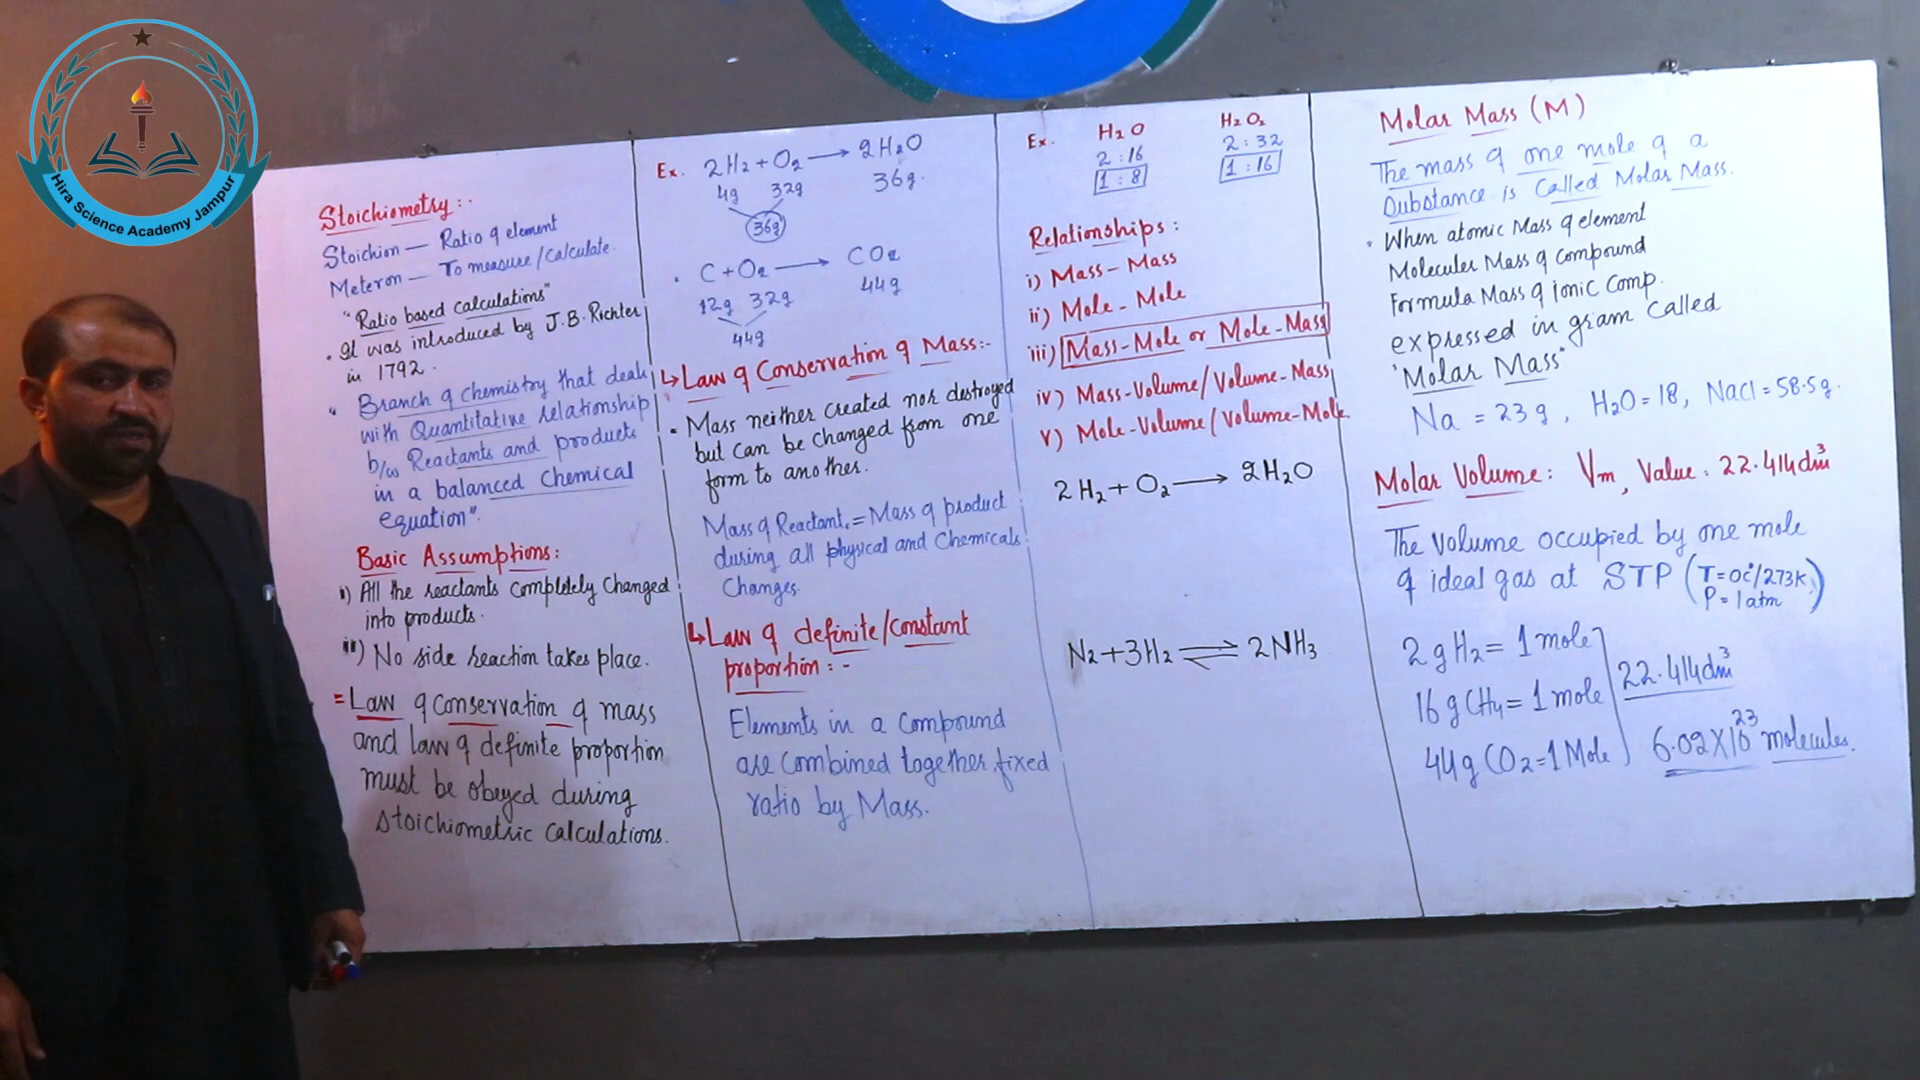 Hira Science Academy Jampur
Stoichiometry:-
Stoichion — Ratio of element
Meteron — To measure/Calculate.
"Ratio based calculations"
. It was introduced by J.B. Richter
in 1792.
" Branch of Chemistry that deals
with Quantitative relationship
b/w Reactants and products
in a balanced Chemical
equation".
Basic Assumptions:
i) All the reactants completely Changed
into products.
ii) No side reaction takes place.
= Law of Conservation of mass
and law of definite proportion
must be obeyed during
stoichiometric calculations.
Ex. 2H₂ + O₂ → 2H₂O
4g 32g 36g.
36g
. C + O₂ → CO₂
12g 32g 44g
44g
↳ Law of Conservation of Mass:-
. Mass neither Created nor destroyed
but Can be Changed from one
form to another.
Mass of Reactant. = Mass of product
during all physical and Chemicals
Changes.
↳ Law of definite/Constant
proportion:-
Elements in a Compound
are Combined together, fixed
ratio by Mass.
Ex. H₂O H₂O₂
2:16 2:32
1:8 1:16
Relationships:
i) Mass - Mass
ii) Mole - Mole
iii) Mass-Mole or Mole-Mass
iv) Mass-Volume/Volume-Mass
v) Mole-Volume/Volume-Mole.
2H₂ + O₂ → 2H₂O
N₂ + 3H₂ ⇌ 2NH₃
Molar Mass (M)
The mass of one mole of a
Substance is Called Molar Mass.
. When atomic Mass of element
Molecules Mass of Compound
Formula Mass of ionic Comp.
expressed in gram Called
"Molar Mass"
Na = 23g, H₂O = 18, NaCl = 58.5g.
Molar Volume: Vm, Value: 22.414dm³
The Volume occupied by one mole
of ideal gas at STP (T=0C°/273K,
P = 1atm)
2g H₂ = 1 mole
22.414dm³
16g CH₄ = 1 mole
44g CO₂ = 1 Mole
6.02X10²³ molecules.